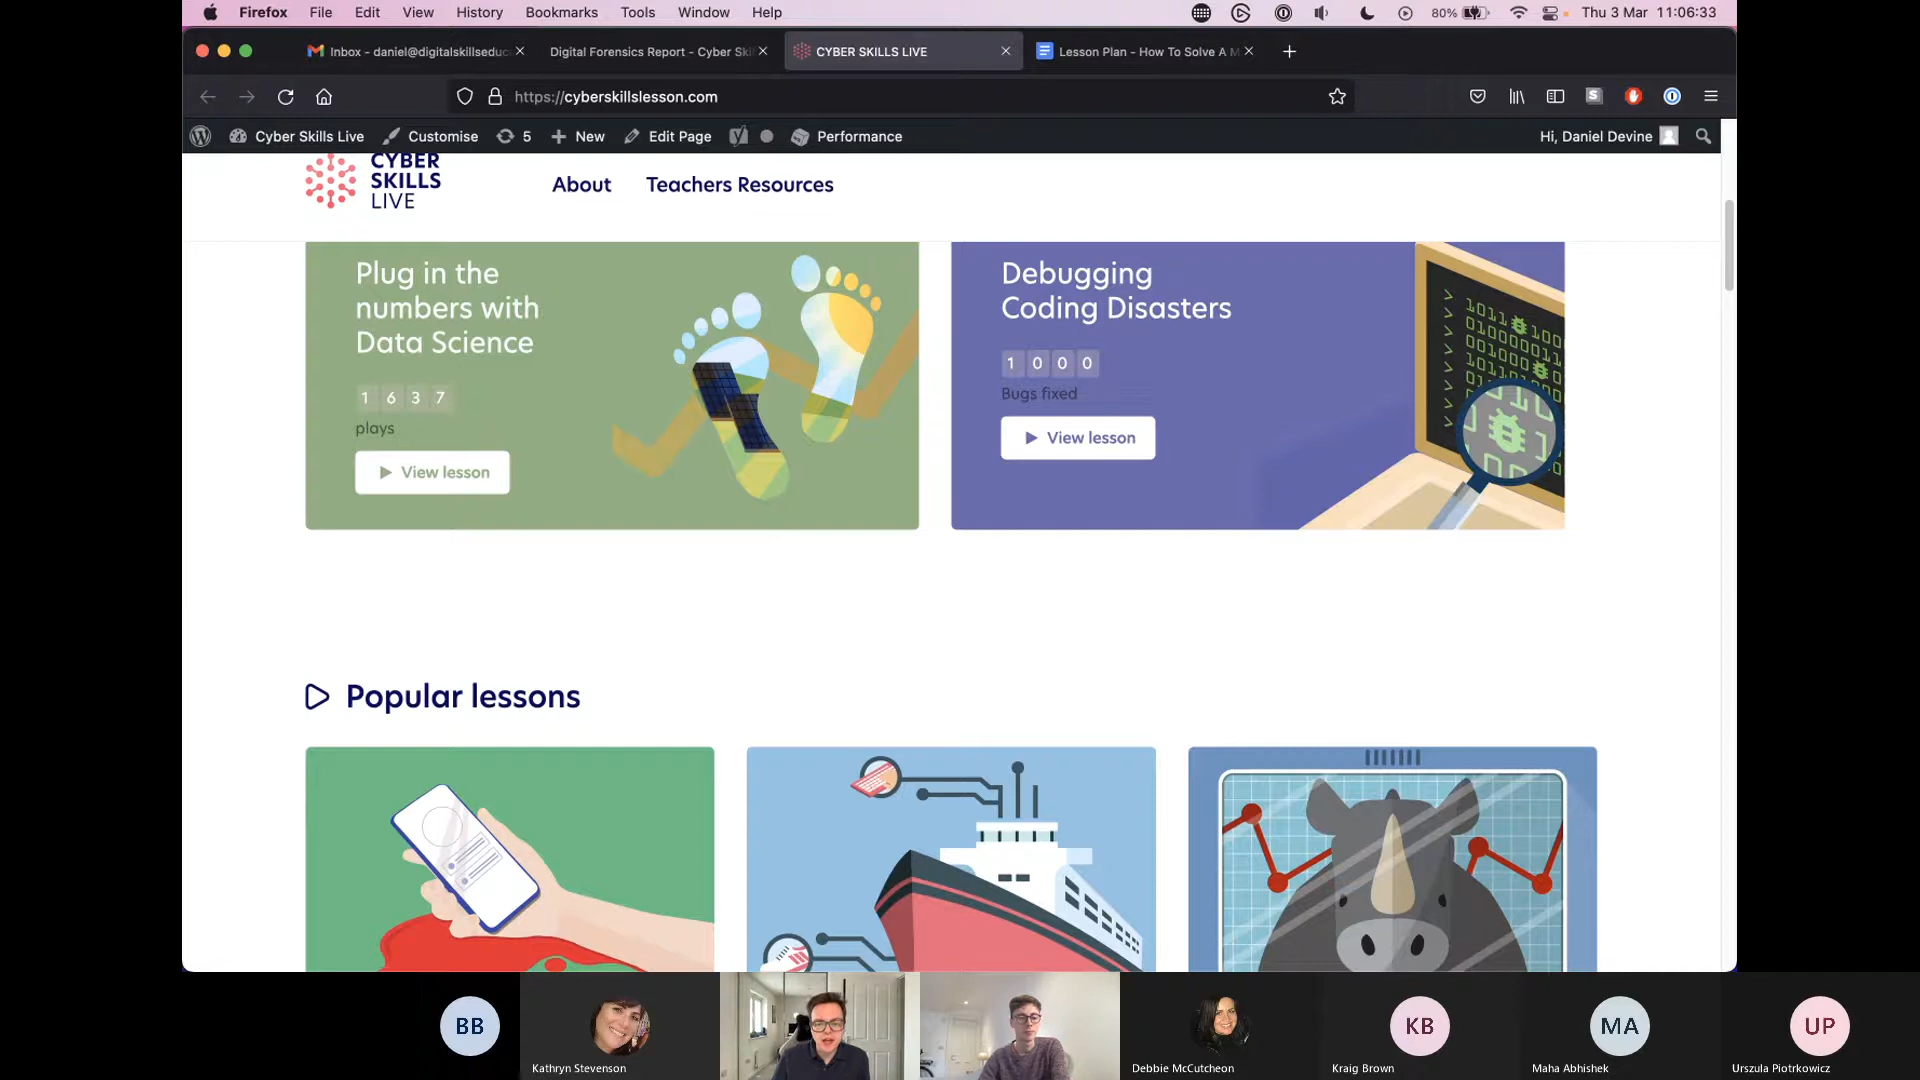 Firefox File Edit View History Bookmarks Tools Window Help 80% Thu 3 Mar 11:06:33
Inbox - daniel@digitalskillseduc
Digital Forensics Report - Cyber Ski
CYBER SKILLS LIVE
Lesson Plan - How To Solve A M
https://cyberskillslesson.com
Cyber Skills Live Customise 5 New Edit Page Performance Hi, Daniel Devine
CYBER
SKILLS
LIVE
About Teachers Resources
Plug in the
numbers with
Data Science
1 6 3 7
plays
View lesson
Debugging
Coding Disasters
1 0 0 0
Bugs fixed
View lesson
Popular lessons
BB
Kathryn Stevenson
Debbie McCutcheon
KB
Kraig Brown
MA
Maha Abhishek
UP
Urszula Piotrkowicz